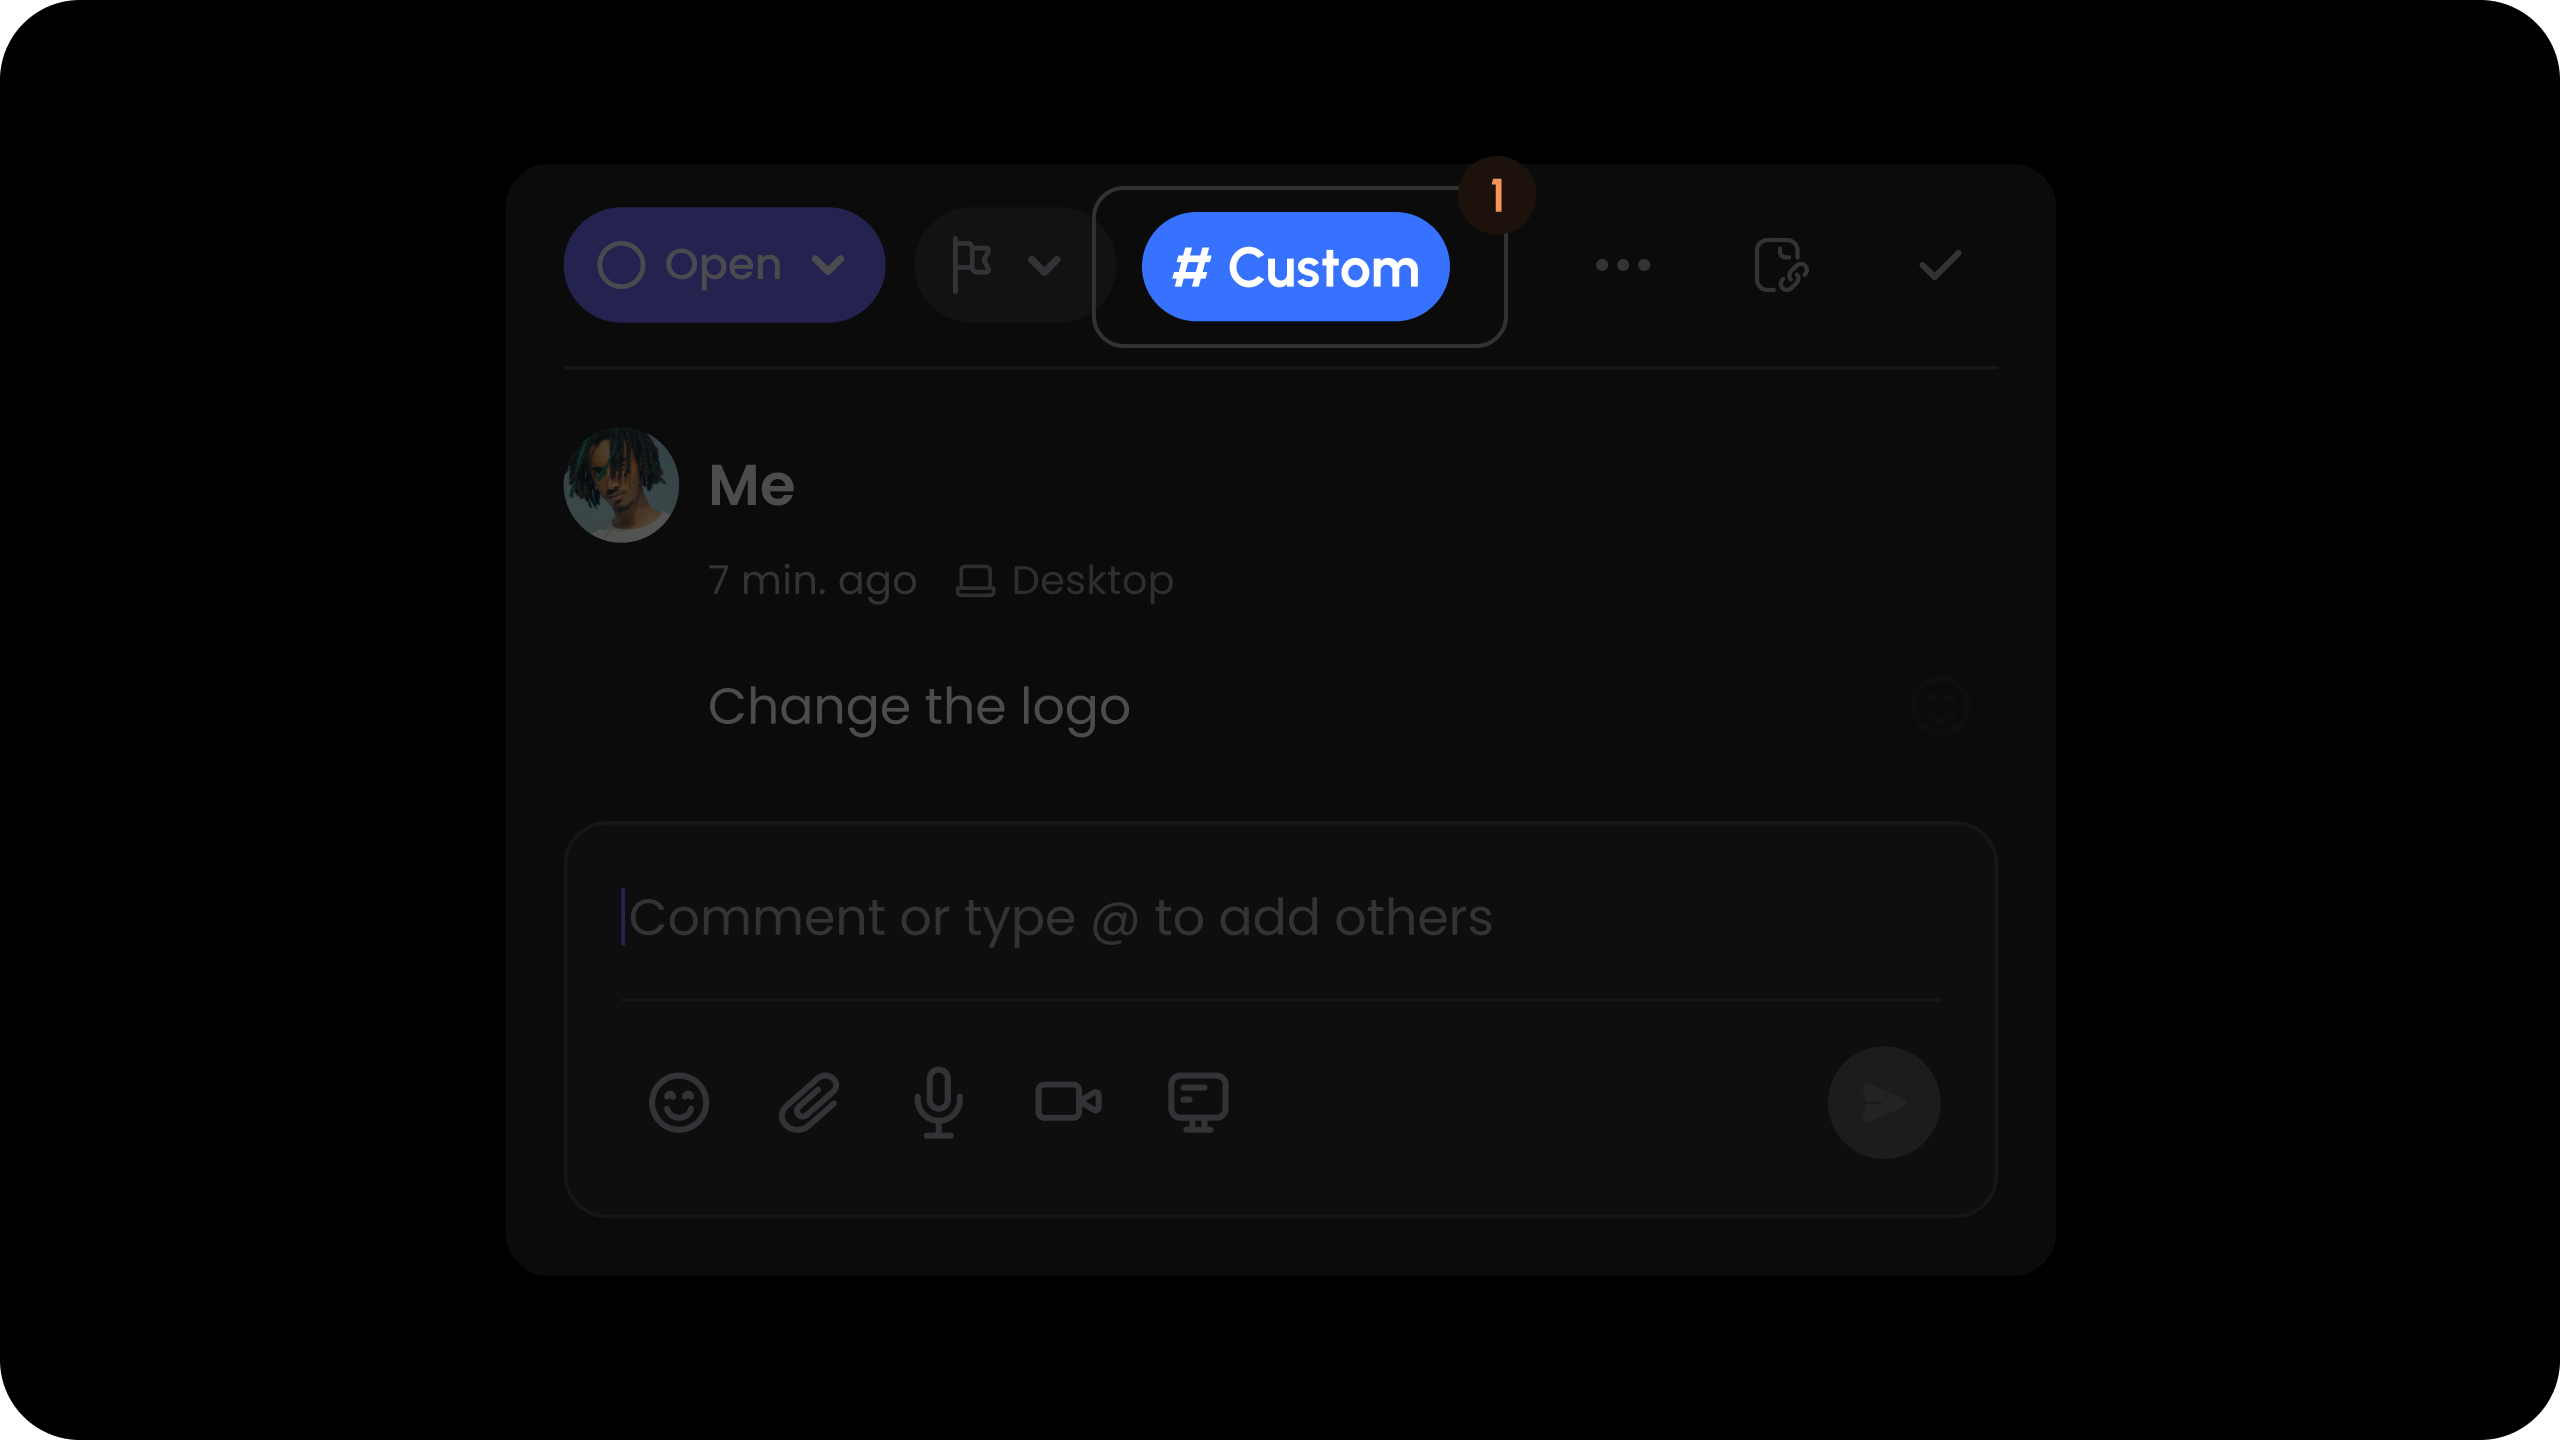 Open
# Custom
1
Me
7 min. ago Desktop
Change the logo
Comment or type @ to add others